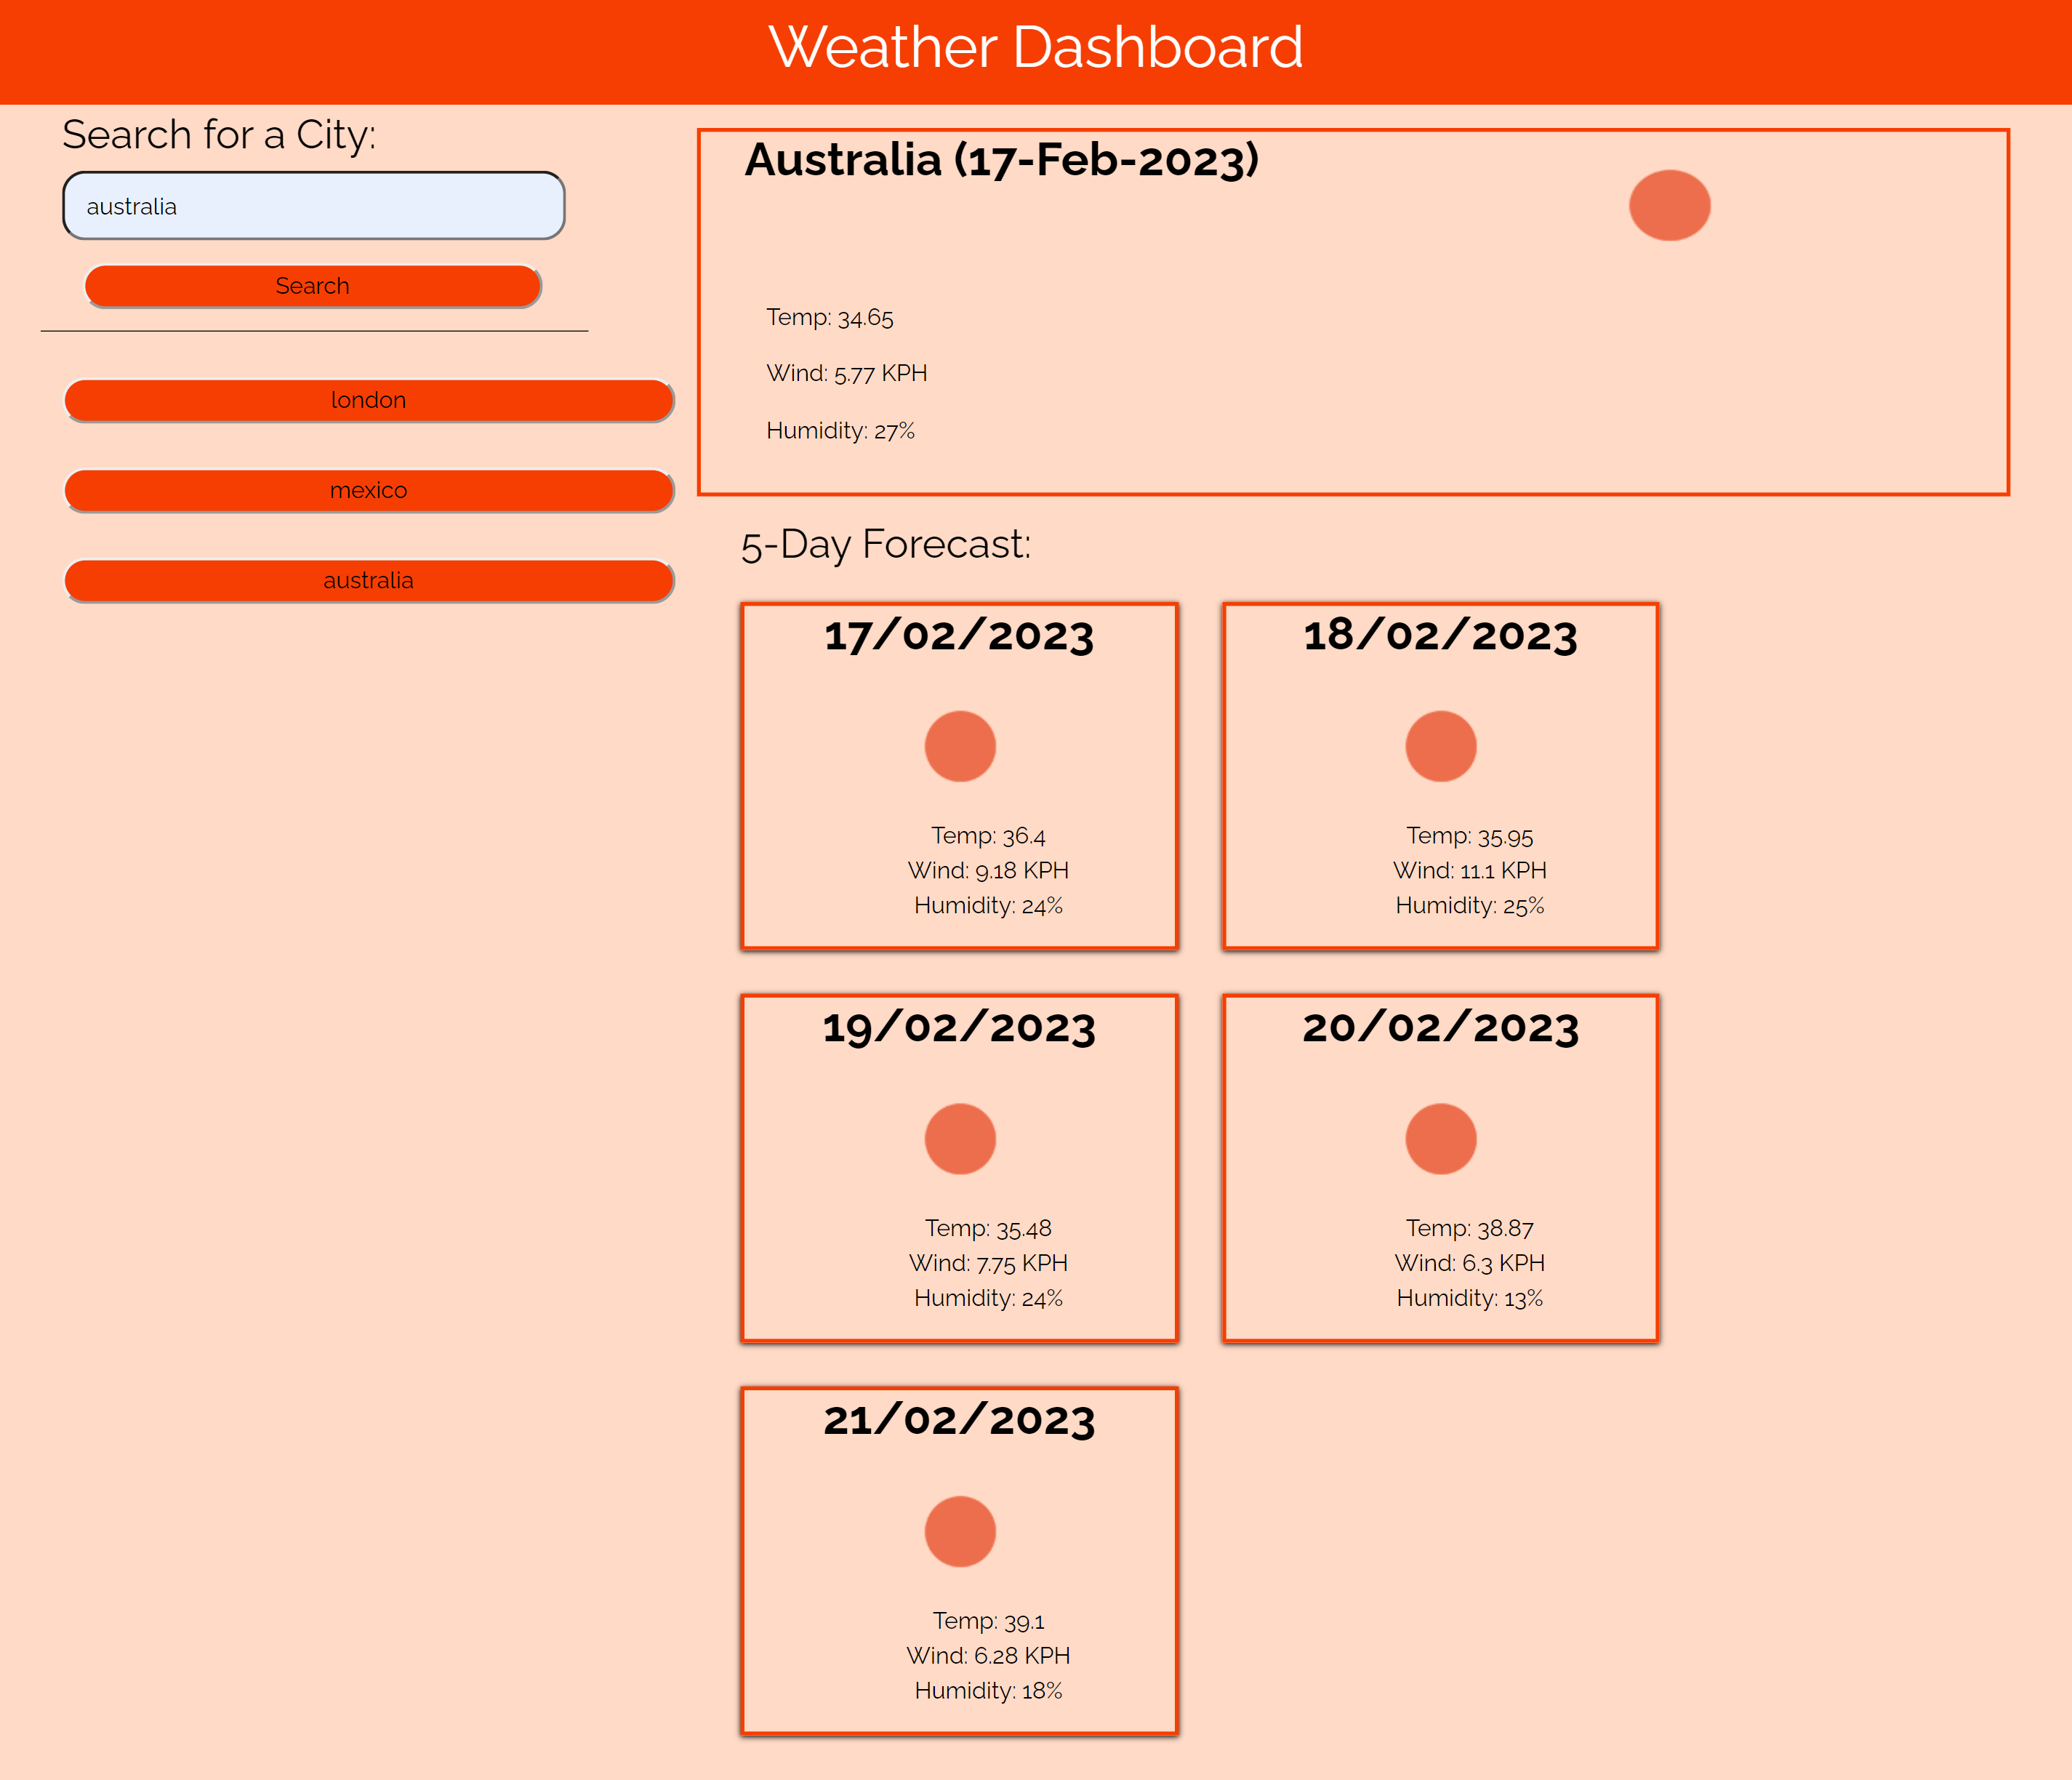 Weather Dashboard
Search for a City:
australia
Search
london
mexico
australia
Australia (17-Feb-2023)
Temp: 34.65
Wind: 5.77 KPH
Humidity: 27%
5-Day Forecast:
17/02/2023
Temp: 36.4
Wind: 9.18 KPH
Humidity: 24%
18/02/2023
Temp: 35.95
Wind: 11.1 KPH
Humidity: 25%
19/02/2023
Temp: 35.48
Wind: 7.75 KPH
Humidity: 24%
20/02/2023
Temp: 38.87
Wind: 6.3 KPH
Humidity: 13%
21/02/2023
Temp: 39.1
Wind: 6.28 KPH
Humidity: 18%